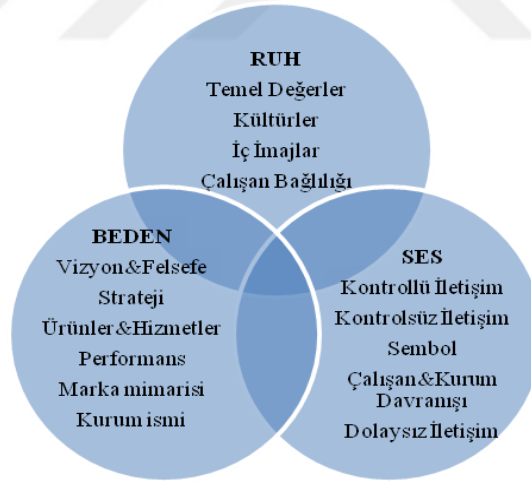 RUH
Temel Değerler
Kültürler
İç İmajlar
Çalışan Bağlılığı
BEDEN
Vizyon&Felsefe
Strateji
Ürünler&Hizmetler
Performans
Marka mimarisi
Kurum ismi
SES
Kontrollü İletişim
Kontrolsüz İletişim
Sembol
Çalışan&Kurum
Davranışı
Dolaysız İletişim